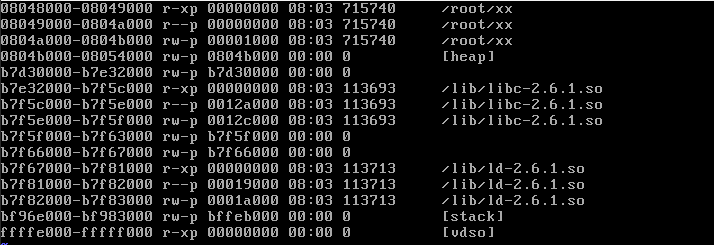 08048000-08049000 r-xp 00000000 08:03 715740 /root/xx
08049000-0804a000 r--p 00000000 08:03 715740 /root/xx
0804a000-0804b000 rw-p 00001000 08:03 715740 /root/xx
0804b000-08054000 rw-p 0804b000 00:00 0 [heap]
b7d30000-b7e32000 rw-p b7d30000 00:00 0
b7e32000-b7f5c000 r-xp 00000000 08:03 113693 /lib/libc-2.6.1.so
b7f5c000-b7f5e000 r--p 0012a000 08:03 113693 /lib/libc-2.6.1.so
b7f5e000-b7f5f000 rw-p 0012c000 08:03 113693 /lib/libc-2.6.1.so
b7f5f000-b7f63000 rw-p b7f5f000 00:00 0
b7f66000-b7f67000 rw-p b7f66000 00:00 0
b7f67000-b7f81000 r-xp 00000000 08:03 113713 /lib/ld-2.6.1.so
b7f81000-b7f82000 r--p 00019000 08:03 113713 /lib/ld-2.6.1.so
b7f82000-b7f83000 rw-p 0001a000 08:03 113713 /lib/ld-2.6.1.so
bf96e000-bf983000 rw-p bffeb000 00:00 0 [stack]
ffffe000-fffff000 r-xp 00000000 00:00 0 [vdso]